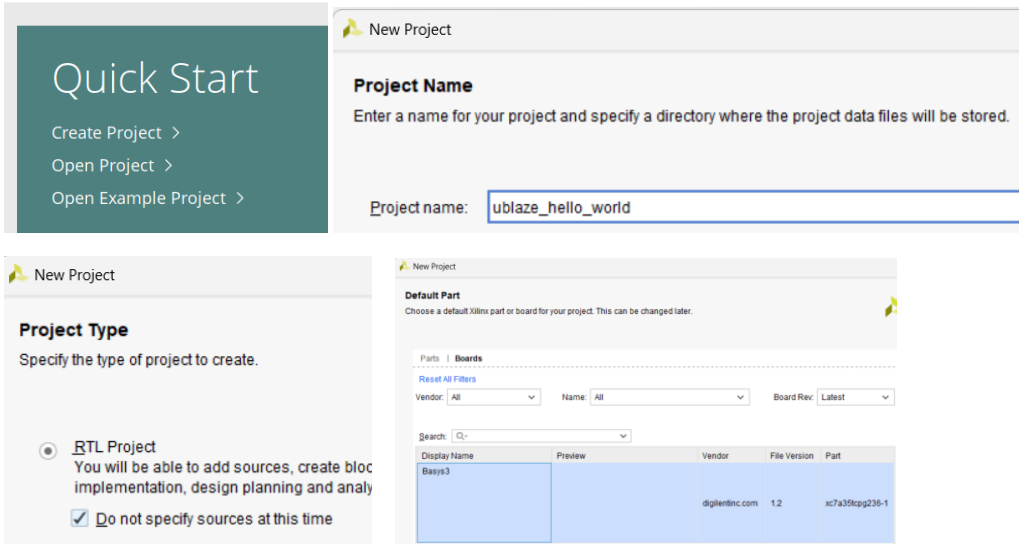 Quick Start
Create Project >
Open Project >
Open Example Project >
New Project
Project Name
Enter a name for your project and specify a directory where the project data files will be stored.
Project name: ublaze_hello_world
New Project
Project Type
Specify the type of project to create.
RTL Project
You will be able to add sources, create bloc
implementation, design planning and analy
Do not specify sources at this time
New Project
Default Part
Choose a default Xilinx part or board for your project. This can be changed later.
Parts | Boards
Reset All Filters
Vendor: All Name: All Board Rev: Latest
Search: Q-
Display Name Preview Vendor File Version Part
Basys3
digilentinc.com 1.2 xc7a35tcpg236-1